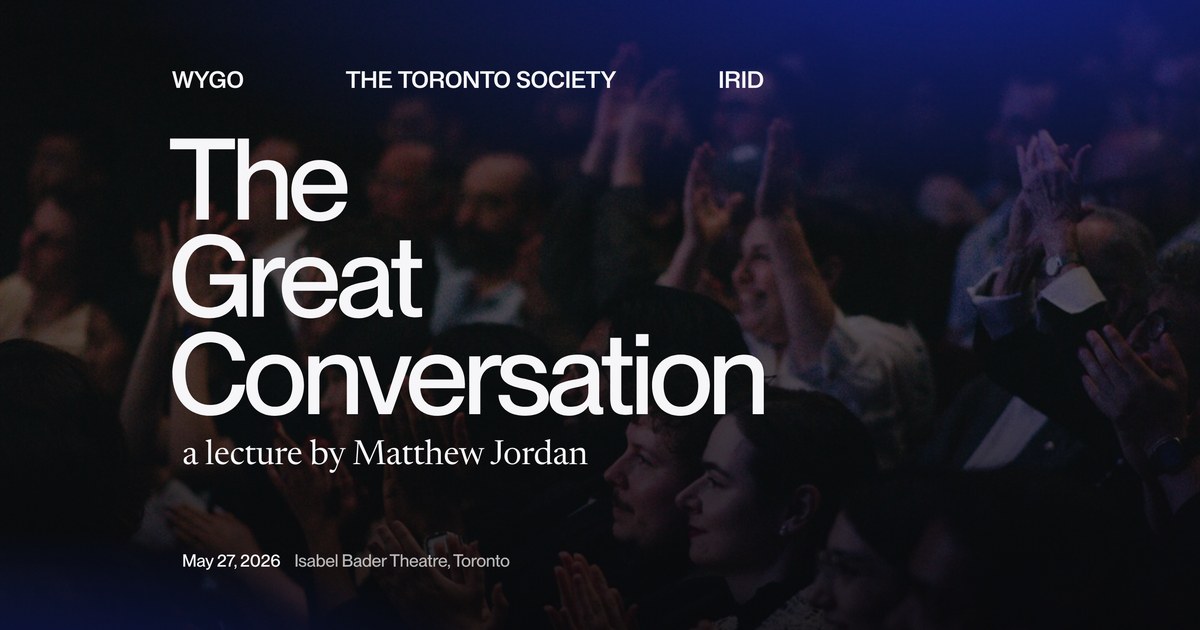 WYGO THE TORONTO SOCIETY IRID
The
Great
Conversation
a lecture by Matthew Jordan
May 27, 2026 Isabel Bader Theatre, Toronto